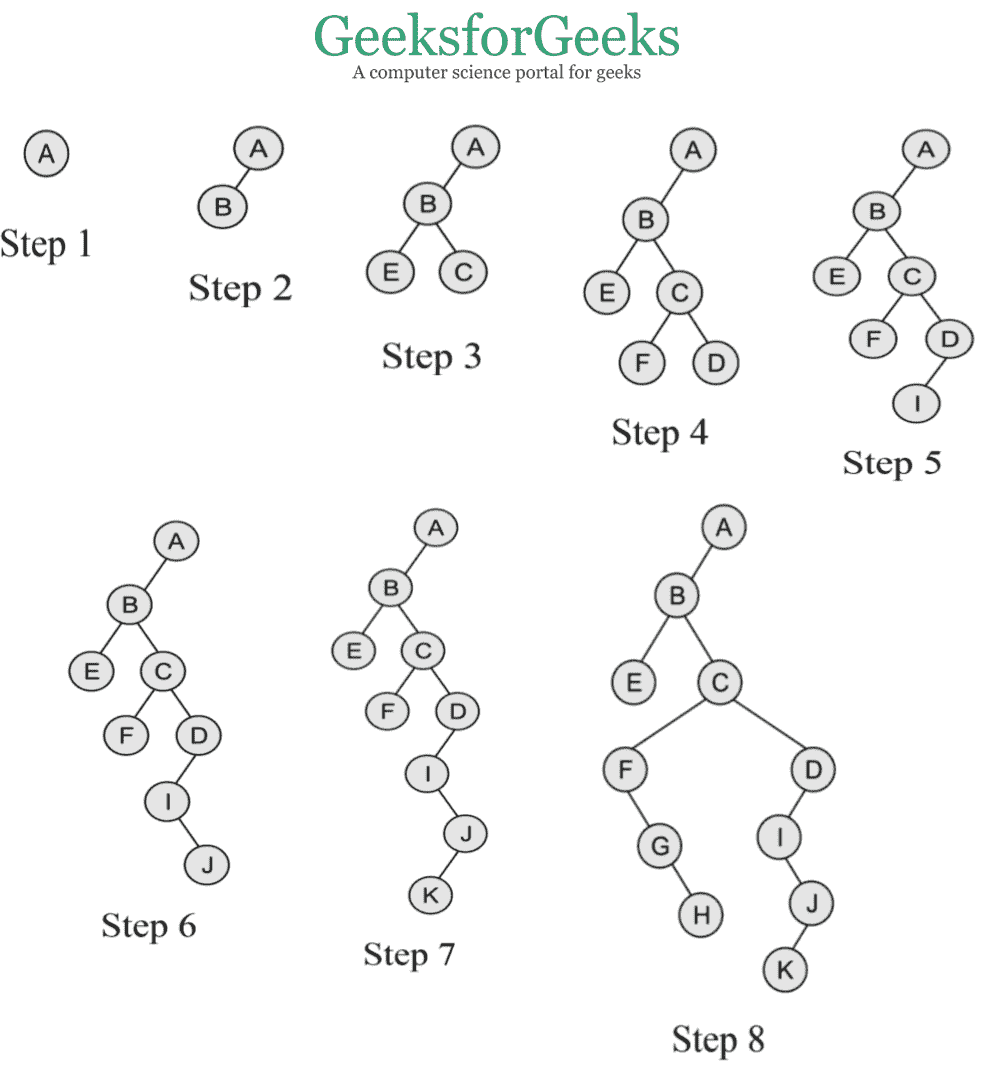 GeeksforGeeks
A computer science portal for geeks
A
Step 1
A
B
Step 2
A
B
E C
Step 3
A
B
E C
F D
Step 4
A
B
E C
F D
I
Step 5
A
B
E C
F D
I
J
Step 6
A
B
E C
F D
I
J
K
Step 7
A
B
E C
F D
G I
H J
K
Step 8